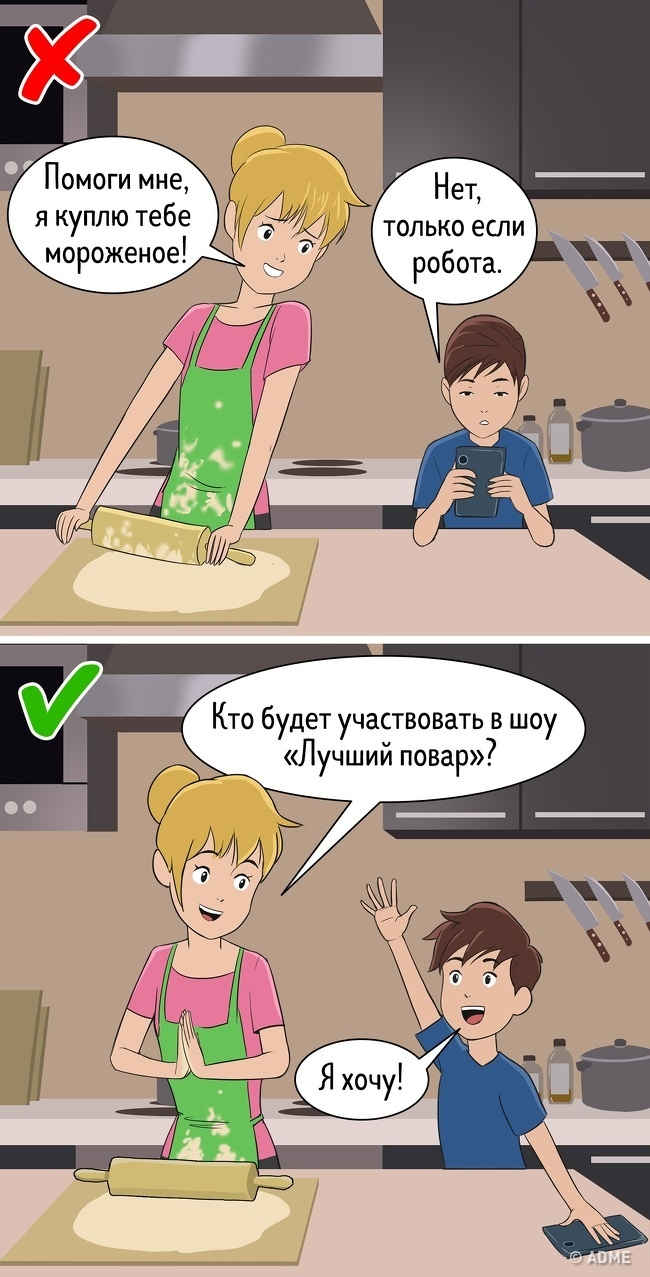 Помоги мне,
я куплю тебе
мороженое!
Нет,
только если
робота.
Кто будет участвовать в шоу
«Лучший повар»?
Я хочу!
© ADME